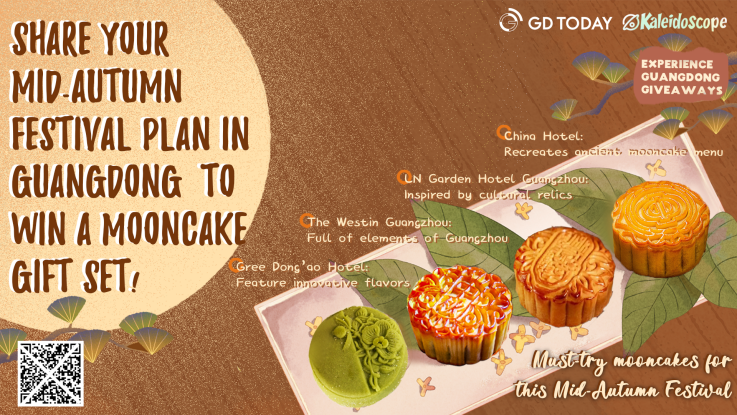 SHARE YOUR
MID-AUTUMN
FESTIVAL PLAN IN
GUANGDONG TO
WIN A MOONCAKE
GIFT SET!
GD TODAY
Kaleidoscope
EXPERIENCE
GUANGDONG
GIVEAWAYS
China Hotel:
Recreates ancient mooncake menu
LN Garden Hotel Guangzhou:
Inspired by cultural relics
The Westin Guangzhou:
Full of elements of Guangzhou
Gree Dong'ao Hotel:
Feature innovative flavors
Must-try mooncakes for
this Mid-Autumn Festival